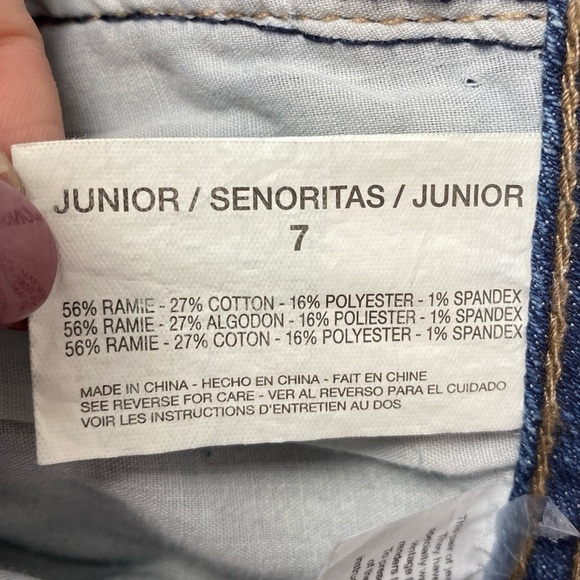 JUNIOR / SENORITAS / JUNIOR
7
56% RAMIE - 27% COTTON - 16% POLYESTER - 1% SPANDEX
56% RAMIE - 27% ALGODON - 16% POLIESTER - 1% SPANDEX
56% RAMIE - 27% COTON - 16% POLYESTER - 1% SPANDEX
MADE IN CHINA - HECHO EN CHINA - FAIT EN CHINE
SEE REVERSE FOR CARE - VER AL REVERSO PARA EL CUIDADO
VOIR LES INSTRUCTIONS D'ENTRETIEN AU DOS